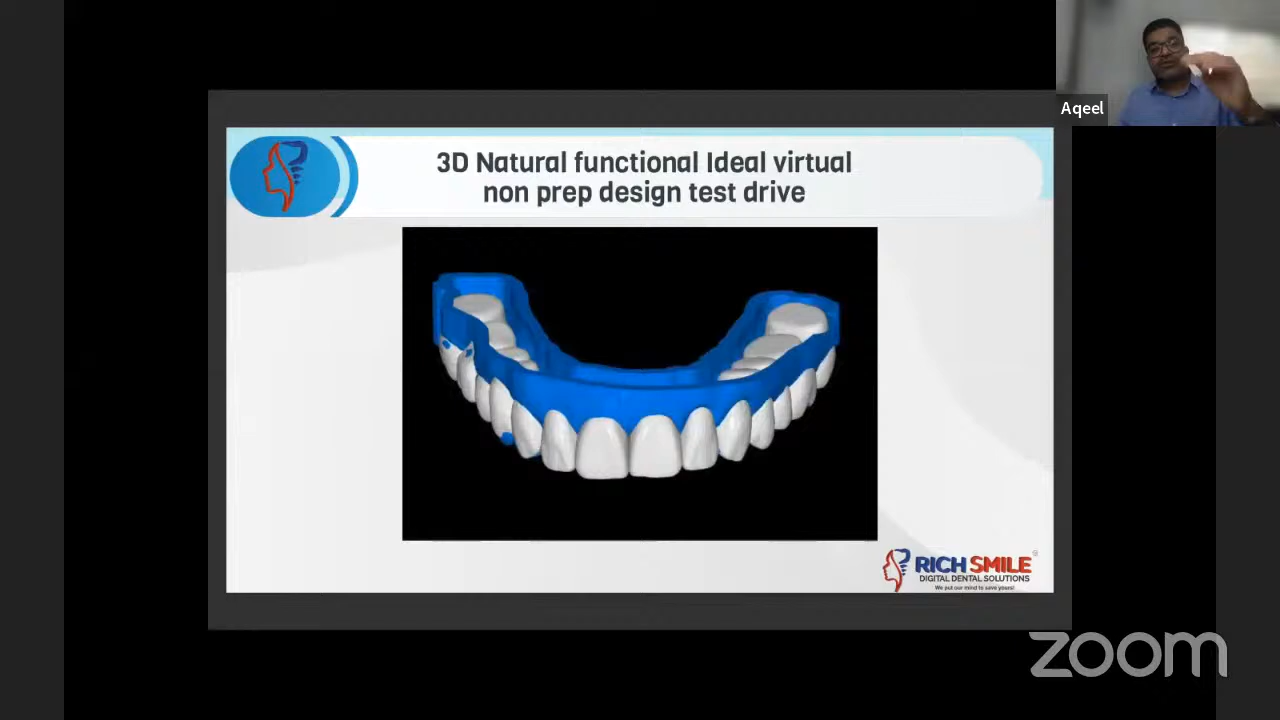 Aqeel
3D Natural functional Ideal virtual
non prep design test drive
RICH SMILE®
DIGITAL DENTAL SOLUTIONS
We put our mind to save yours!
zoom